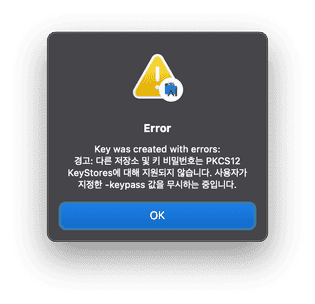 Error
Key was created with errors:
경고: 다른 저장소 및 키 비밀번호는 PKCS12
KeyStores에 대해 지원되지 않습니다. 사용자가
지정한 -keypass 값을 무시하는 중입니다.
OK